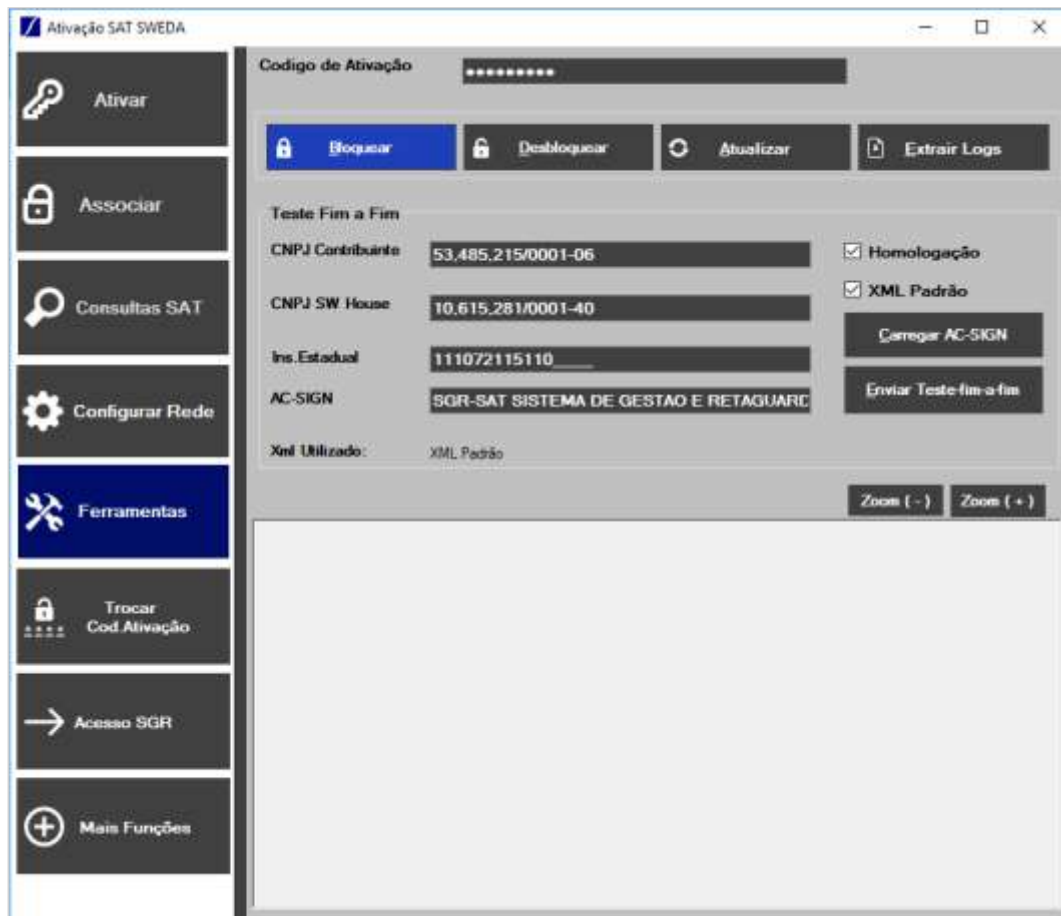 Ativação SAT SWEDA
Ativar
Associar
Consultas SAT
Configurar Rede
Ferramentas
Trocar
Cod.Ativação
Acesso SGR
Mais Funções
Codigo de Ativação •••••••••
Bloquear Desbloquear Atualizar Extrair Logs
Teste Fim a Fim
CNPJ Contribuinte 53,485,215/0001-06
Homologação
CNPJ SW House 10,615,281/0001-40
XML Padrão
Carregar AC-SIGN
Ins.Estadual 111072115110____
Enviar Teste-fim-a-fim
AC-SIGN SGR-SAT SISTEMA DE GESTAO E RETAGUARD
Xml Utilizado: XML Padrão
Zoom ( - ) Zoom ( + )